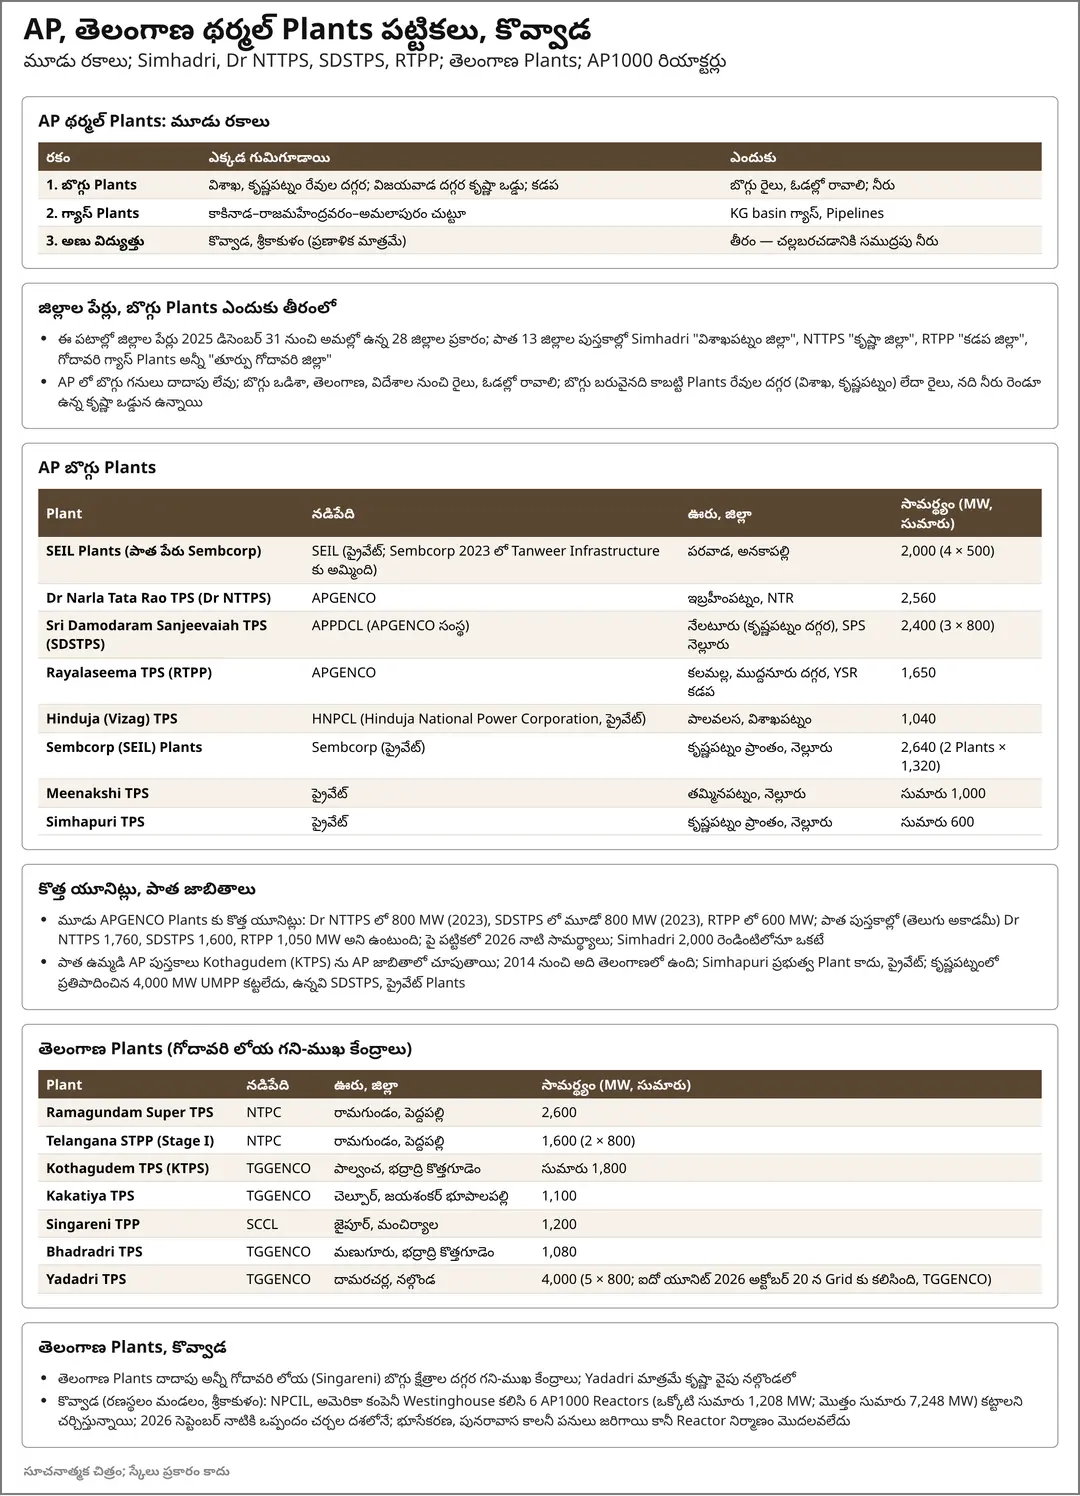 AP, తెలంగాణ థర్మల్ Plants పట్టికలు, కొవ్వాడ
మూడు రకాలు; Simhadri, Dr NTTPS, SDSTPS, RTPP; తెలంగాణ Plants; AP1000 రియాక్టర్లు
AP థర్మల్ Plants: మూడు రకాలు
రకం ఎక్కడ గుమిగూడాయి ఎందుకు
1. బొగ్గు Plants విశాఖ, కృష్ణపట్నం రేవుల దగ్గర; విజయవాడ దగ్గర కృష్ణా ఒడ్డు; కడప బొగ్గు రైలు, ఓడల్లో రావాలి; నీరు
2. గ్యాస్ Plants కాకినాడ–రాజమహేంద్రవరం–అమలాపురం చుట్టూ KG basin గ్యాస్, Pipelines
3. అణు విద్యుత్తు కొవ్వాడ, శ్రీకాకుళం (ప్రణాళిక మాత్రమే) తీరం — చల్లబరచడానికి సముద్రపు నీరు
జిల్లాల పేర్లు, బొగ్గు Plants ఎందుకు తీరంలో
• ఈ పటాల్లో జిల్లాల పేర్లు 2025 డిసెంబర్ 31 నుంచి అమల్లో ఉన్న 28 జిల్లాల ప్రకారం; పాత 13 జిల్లాల పుస్తకాల్లో Simhadri "విశాఖపట్నం జిల్లా", NTTPS "కృష్ణా జిల్లా", RTPP "కడప జిల్లా",
గోదావరి గ్యాస్ Plants అన్నీ "తూర్పు గోదావరి జిల్లా"
• AP లో బొగ్గు గనులు దాదాపు లేవు; బొగ్గు ఒడిశా, తెలంగాణ, విదేశాల నుంచి రైలు, ఓడల్లో రావాలి; బొగ్గు బరువైనది కాబట్టి Plants రేవుల దగ్గర (విశాఖ, కృష్ణపట్నం) లేదా రైలు, నది నీరు రెండూ
ఉన్న కృష్ణా ఒడ్డున ఉన్నాయి
AP బొగ్గు Plants
Plant నడిపేది ఊరు, జిల్లా సామర్థ్యం (MW,
సుమారు)
SEIL Plants (పాత పేరు Sembcorp) SEIL (ప్రైవేట్; Sembcorp 2023 లో Tanweer Infrastructure పరవాడ, అనకాపల్లి 2,000 (4 × 500)
కు అమ్మింది)
Dr Narla Tata Rao TPS (Dr NTTPS) APGENCO ఇబ్రహీంపట్నం, NTR 2,560
Sri Damodaram Sanjeevaiah TPS APPDCL (APGENCO సంస్థ) నేలటూరు (కృష్ణపట్నం దగ్గర), SPS 2,400 (3 × 800)
(SDSTPS) నెల్లూరు
Rayalaseema TPS (RTPP) APGENCO కలమల్ల, ముద్దనూరు దగ్గర, YSR 1,650
కడప
Hinduja (Vizag) TPS HNPCL (Hinduja National Power Corporation, ప్రైవేట్) పాలవలస, విశాఖపట్నం 1,040
Sembcorp (SEIL) Plants Sembcorp (ప్రైవేట్) కృష్ణపట్నం ప్రాంతం, నెల్లూరు 2,640 (2 Plants ×
1,320)
Meenakshi TPS ప్రైవేట్ తమ్మినపట్నం, నెల్లూరు సుమారు 1,000
Simhapuri TPS ప్రైవేట్ కృష్ణపట్నం ప్రాంతం, నెల్లూరు సుమారు 600
కొత్త యూనిట్లు, పాత జాబితాలు
• మూడు APGENCO Plants కు కొత్త యూనిట్లు: Dr NTTPS లో 800 MW (2023), SDSTPS లో మూడో 800 MW (2023), RTPP లో 600 MW; పాత పుస్తకాల్లో (తెలుగు అకాడమీ) Dr
NTTPS 1,760, SDSTPS 1,600, RTPP 1,050 MW అని ఉంటుంది; పై పట్టికలో 2026 నాటి సామర్థ్యాలు; Simhadri 2,000 రెండింటిలోనూ ఒకటే
• పాత ఉమ్మడి AP పుస్తకాలు Kothagudem (KTPS) ను AP జాబితాలో చూపుతాయి; 2014 నుంచి అది తెలంగాణలో ఉంది; Simhapuri ప్రభుత్వ Plant కాదు, ప్రైవేట్; కృష్ణపట్నంలో
ప్రతిపాదించిన 4,000 MW UMPP కట్టలేదు, ఉన్నవి SDSTPS, ప్రైవేట్ Plants
తెలంగాణ Plants (గోదావరి లోయ గని-ముఖ కేంద్రాలు)
Plant నడిపేది ఊరు, జిల్లా సామర్థ్యం (MW, సుమారు)
Ramagundam Super TPS NTPC రామగుండం, పెద్దపల్లి 2,600
Telangana STPP (Stage I) NTPC రామగుండం, పెద్దపల్లి 1,600 (2 × 800)
Kothagudem TPS (KTPS) TGGENCO పాల్వంచ, భద్రాద్రి కొత్తగూడెం సుమారు 1,800
Kakatiya TPS TGGENCO చెల్పూర్, జయశంకర్ భూపాలపల్లి 1,100
Singareni TPP SCCL జైపూర్, మంచిర్యాల 1,200
Bhadradri TPS TGGENCO మణుగూరు, భద్రాద్రి కొత్తగూడెం 1,080
Yadadri TPS TGGENCO దామరచర్ల, నల్గొండ 4,000 (5 × 800; ఐదో యూనిట్ 2026 అక్టోబర్ 20 న Grid కు కలిసింది, TGGENCO)
తెలంగాణ Plants, కొవ్వాడ
• తెలంగాణ Plants దాదాపు అన్నీ గోదావరి లోయ (Singareni) బొగ్గు క్షేత్రాల దగ్గర గని-ముఖ కేంద్రాలు; Yadadri మాత్రమే కృష్ణా వైపు నల్గొండలో
• కొవ్వాడ (రణస్థలం మండలం, శ్రీకాకుళం): NPCIL, అమెరికా కంపెనీ Westinghouse కలిసి 6 AP1000 Reactors (ఒక్కోటి సుమారు 1,208 MW; మొత్తం సుమారు 7,248 MW) కట్టాలని
చర్చిస్తున్నాయి; 2026 సెప్టెంబర్ నాటికి ఒప్పందం చర్చల దశలోనే; భూసేకరణ, పునరావాస కాలనీ పనులు జరిగాయి కానీ Reactor నిర్మాణం మొదలవలేదు
సూచనాత్మక చిత్రం; స్కేలు ప్రకారం కాదు